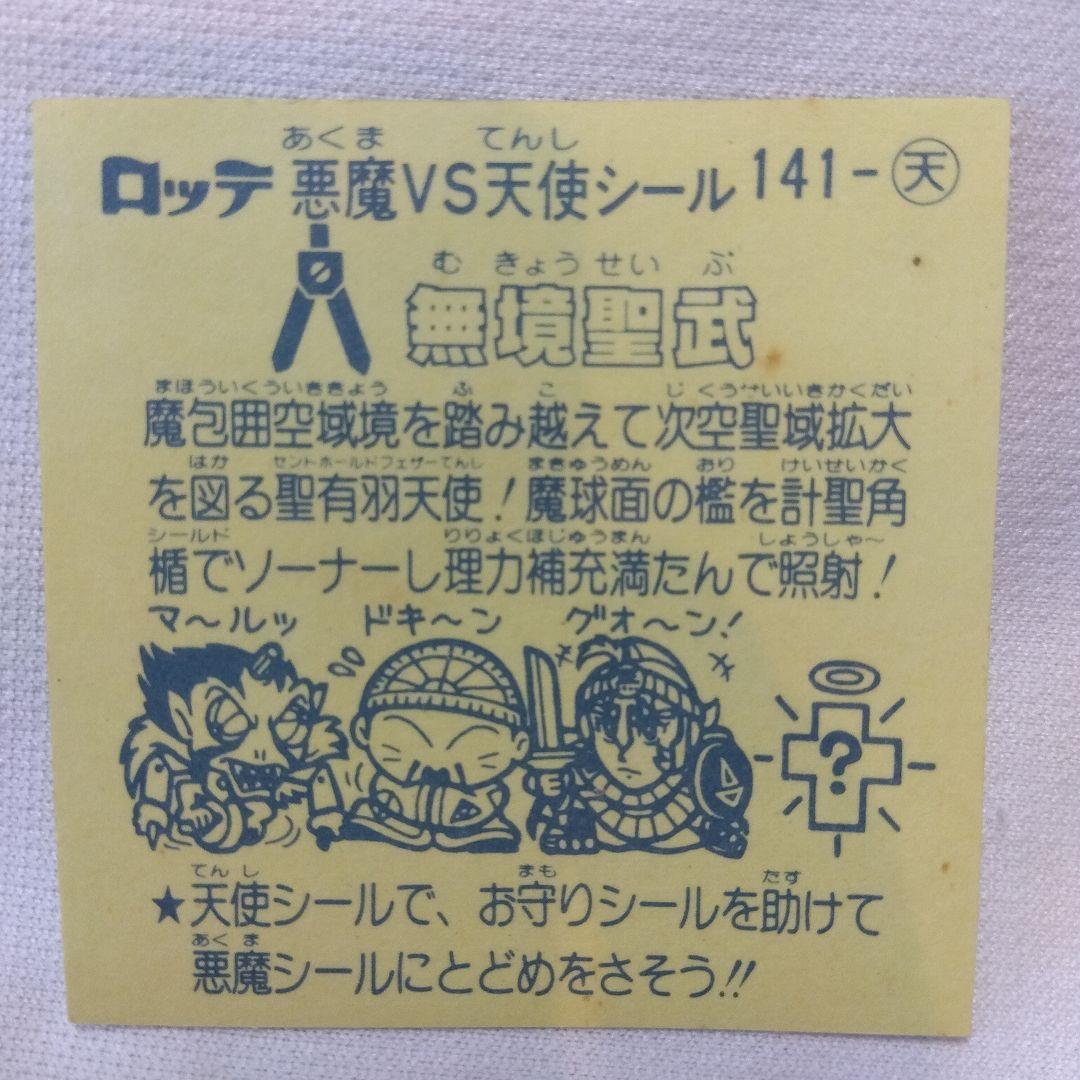 あくま てんし
ロッテ 悪魔VS天使シール 141-天
むきょうせいぶ
無境聖武
まほういくういききょう ふ こ じくうせいいきかくだい
魔包囲空域境を踏み越えて次空聖域拡大
はか セントホールドフェザーてんし まきゅうめん おり けいせいかく
を図る聖有羽天使!魔球面の檻を計聖角
シールド りりょくほじゅうまん しょうしゃ〜
楯でソーナーし理力補充満たんで照射!
マ〜ルッ ドキ〜ン グオ〜ン!
?
てんし まも たす
★天使シールで、お守りシールを助けて
あくま
悪魔シールにとどめをさそう!!